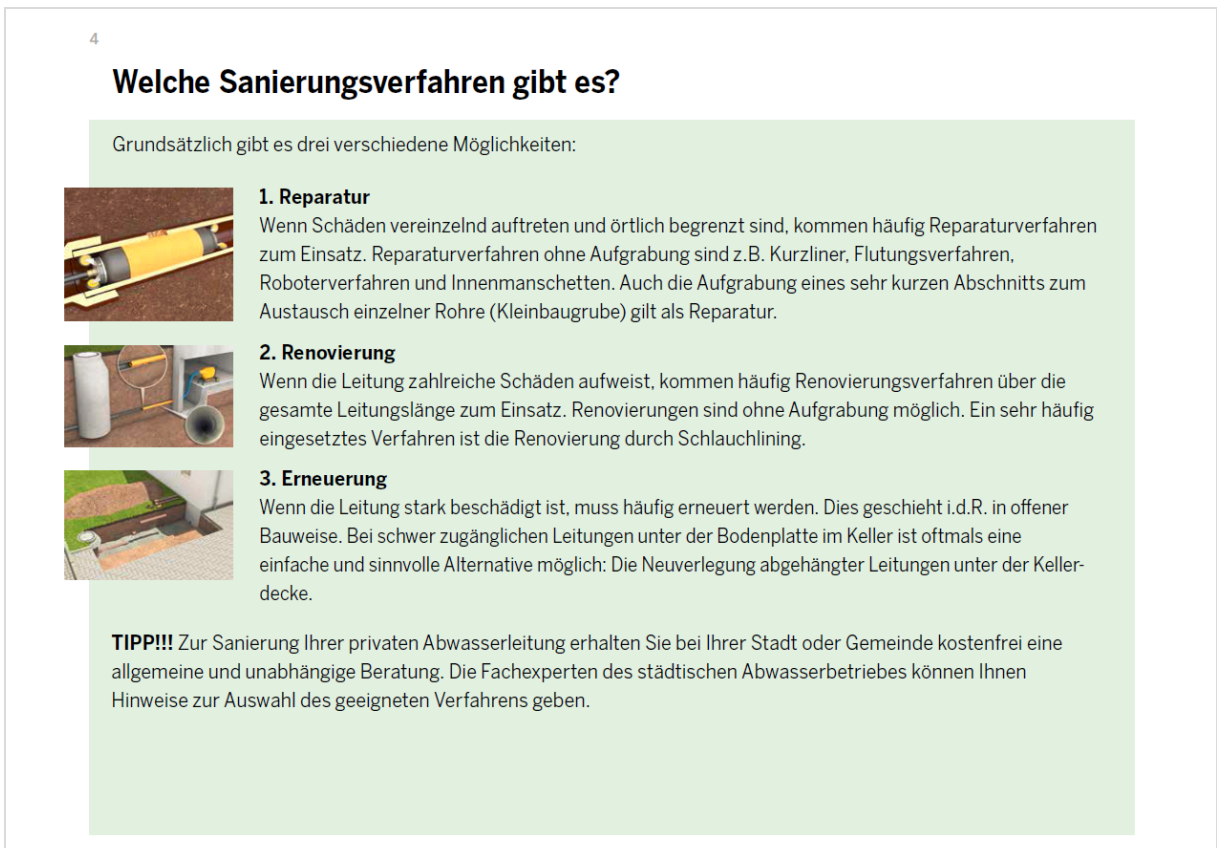 4
Welche Sanierungsverfahren gibt es?
Grundsätzlich gibt es drei verschiedene Möglichkeiten:
1. Reparatur
Wenn Schäden vereinzelnd auftreten und örtlich begrenzt sind, kommen häufig Reparaturverfahren
zum Einsatz. Reparaturverfahren ohne Aufgrabung sind z.B. Kurzliner, Flutungsverfahren,
Roboterverfahren und Innenmanschetten. Auch die Aufgrabung eines sehr kurzen Abschnitts zum
Austausch einzelner Rohre (Kleinbaugrube) gilt als Reparatur.
2. Renovierung
Wenn die Leitung zahlreiche Schäden aufweist, kommen häufig Renovierungsverfahren über die
gesamte Leitungslänge zum Einsatz. Renovierungen sind ohne Aufgrabung möglich. Ein sehr häufig
eingesetztes Verfahren ist die Renovierung durch Schlauchlining.
3. Erneuerung
Wenn die Leitung stark beschädigt ist, muss häufig erneuert werden. Dies geschieht i.d.R. in offener
Bauweise. Bei schwer zugänglichen Leitungen unter der Bodenplatte im Keller ist oftmals eine
einfache und sinnvolle Alternative möglich: Die Neuverlegung abgehängter Leitungen unter der Keller-
decke.
TIPP!!! Zur Sanierung Ihrer privaten Abwasserleitung erhalten Sie bei Ihrer Stadt oder Gemeinde kostenfrei eine
allgemeine und unabhängige Beratung. Die Fachexperten des städtischen Abwasserbetriebes können Ihnen
Hinweise zur Auswahl des geeigneten Verfahrens geben.